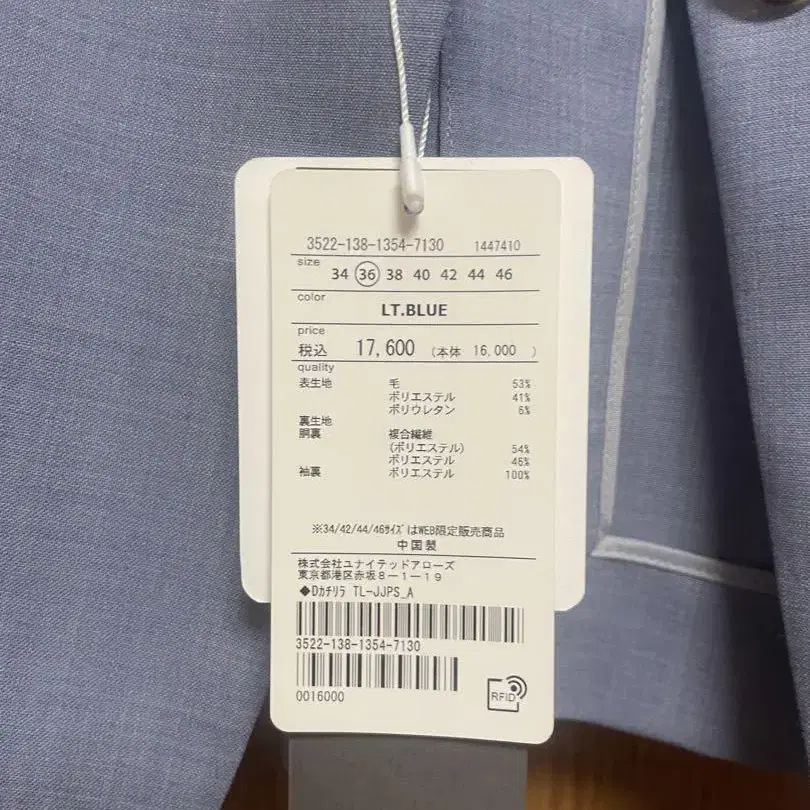 3522-138-1354-7130 1447410
size
34 36 38 40 42 44 46
color
LT.BLUE
price
税込 17,600 (本体 16,000 )
quality
表生地 毛 53%
ポリエステル 41%
ポリウレタン 6%
裏生地
胴裏 複合繊維
(ポリエステル) 54%
ポリエステル 46%
袖裏 ポリエステル 100%
※34/42/44/46ｻｲｽﾞはWEB限定販売商品
中国製
株式会社ユナイテッドアローズ
東京都港区赤坂8-1-19
◆Dｶﾁﾘﾗ TL-JJPS_A
3522-138-1354-7130
0016000
RFID